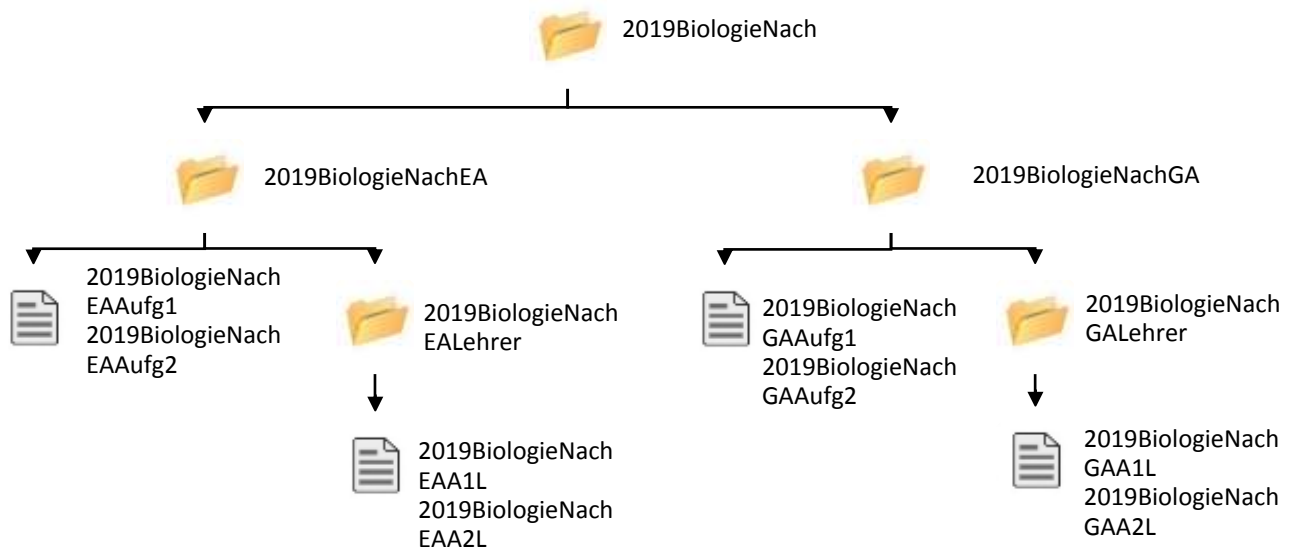 2019BiologieNach
2019BiologieNachEA
2019BiologieNachGA
2019BiologieNach
EAAufg1
2019BiologieNach
EAAufg2
2019BiologieNach
EALehrer
2019BiologieNach
GAAufg1
2019BiologieNach
GAAufg2
2019BiologieNach
GALehrer
2019BiologieNach
EAA1L
2019BiologieNach
EAA2L
2019BiologieNach
GAA1L
2019BiologieNach
GAA2L